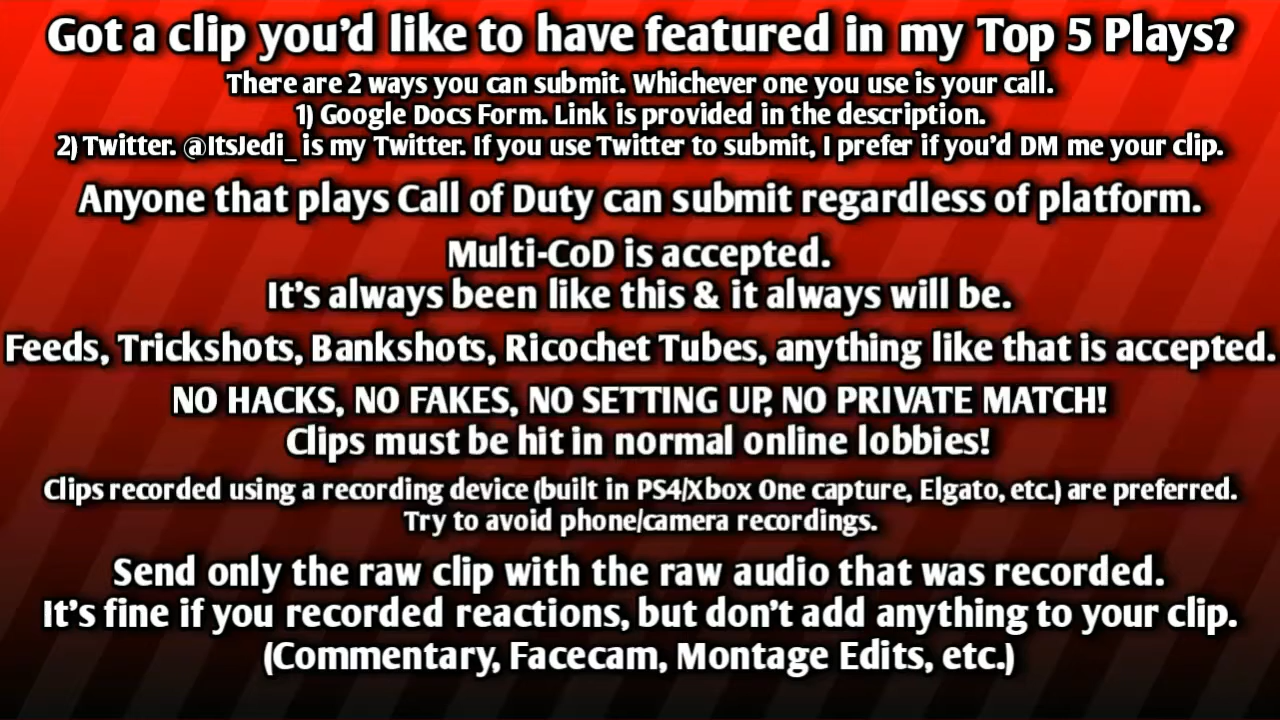 Got a clip you'd like to have featured in my Top 5 Plays?
There are 2 ways you can submit. Whichever one you use is your call.
1) Google Docs Form. Link is provided in the description.
2) Twitter. @ItsJedi_ is my Twitter. If you use Twitter to submit, I prefer if you'd DM me your clip.
Anyone that plays Call of Duty can submit regardless of platform.
Multi-CoD is accepted.
It's always been like this & it always will be.
Feeds, Trickshots, Bankshots, Ricochet Tubes, anything like that is accepted.
NO HACKS, NO FAKES, NO SETTING UP, NO PRIVATE MATCH!
Clips must be hit in normal online lobbies!
Clips recorded using a recording device (built in PS4/Xbox One capture, Elgato, etc.) are preferred.
Try to avoid phone/camera recordings.
Send only the raw clip with the raw audio that was recorded.
It's fine if you recorded reactions, but don't add anything to your clip.
(Commentary, Facecam, Montage Edits, etc.)